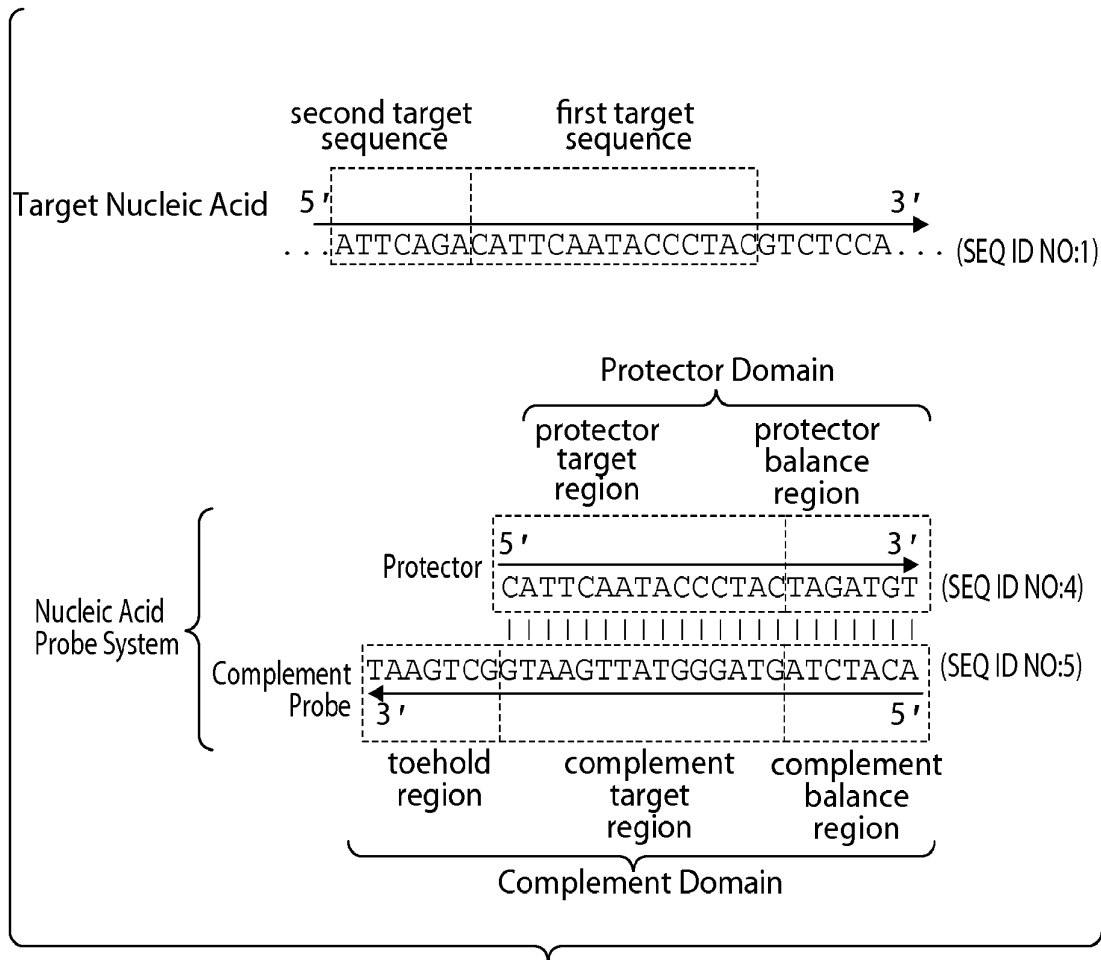 second target
sequence
first target
sequence
Target Nucleic Acid
5 ' 3 '
...ATTCAGACATTCAATACCCTACGTCTCCA... (SEQ ID NO:1)
Protector Domain
protector
target
region
protector
balance
region
5 ' 3 '
Protector
CATTCAATACCCTACTAGATGT (SEQ ID NO:4)
Nucleic Acid
Probe System
Complement
Probe
TAAGTCGGTAAGTTATGGGATGATCTACA (SEQ ID NO:5)
3 ' 5 '
toehold
region
complement
target
region
complement
balance
region
Complement Domain